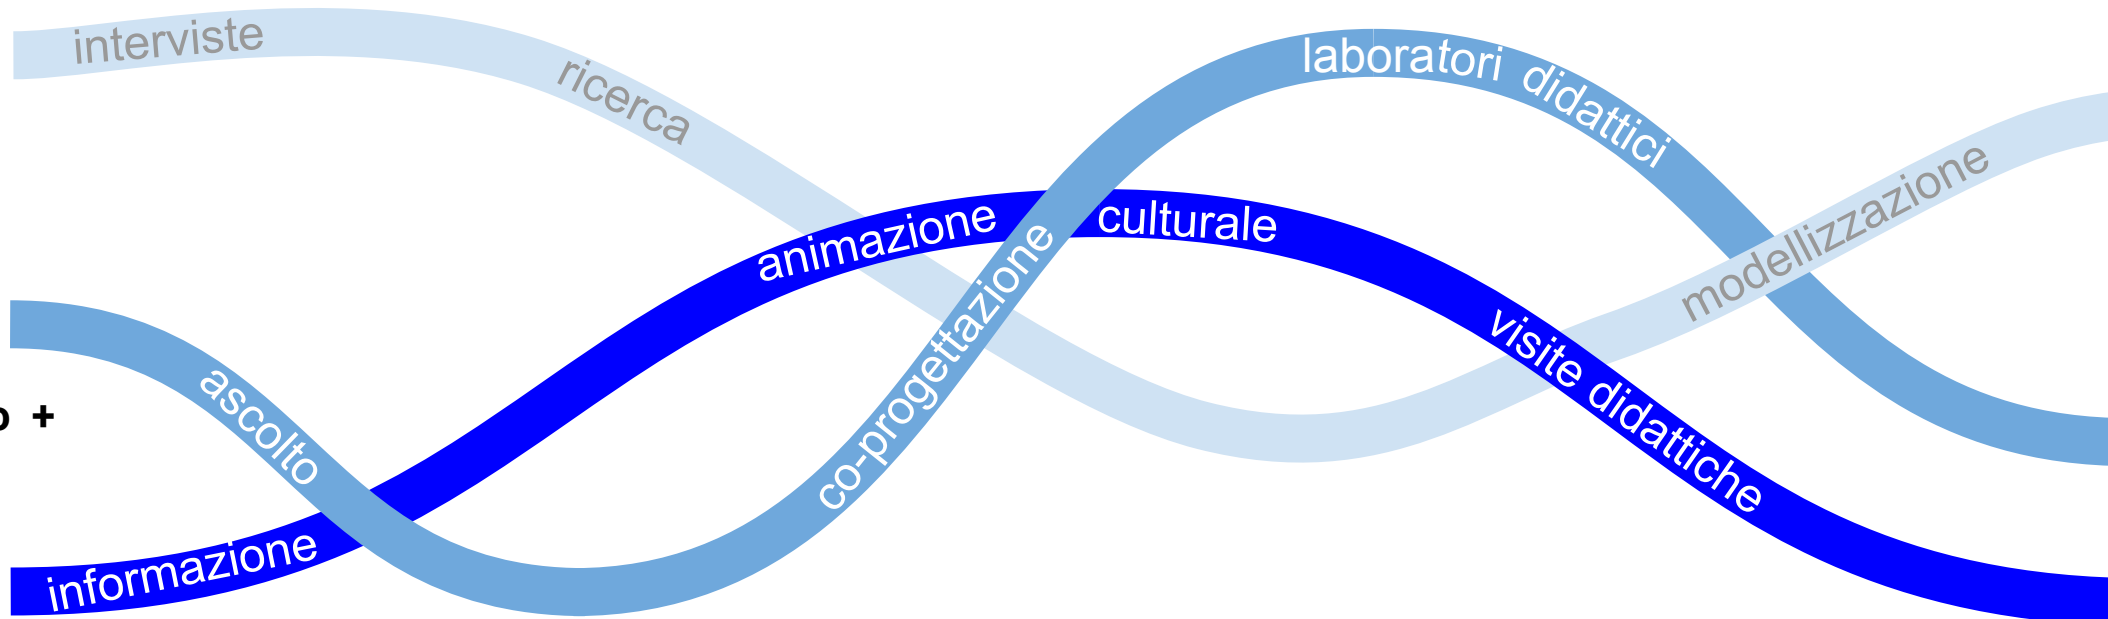 interviste
ricerca
modellizzazione
ascolto
co-progettazione
laboratori didattici
informazione
animazione culturale
visite didattiche
+